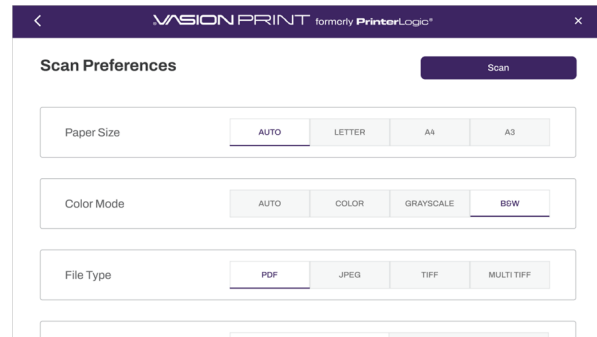 VASION PRINT formerly PrinterLogic®
Scan Preferences
Scan
Paper Size AUTO LETTER A4 A3
Color Mode AUTO COLOR GRAYSCALE B&W
File Type PDF JPEG TIFF MULTI TIFF